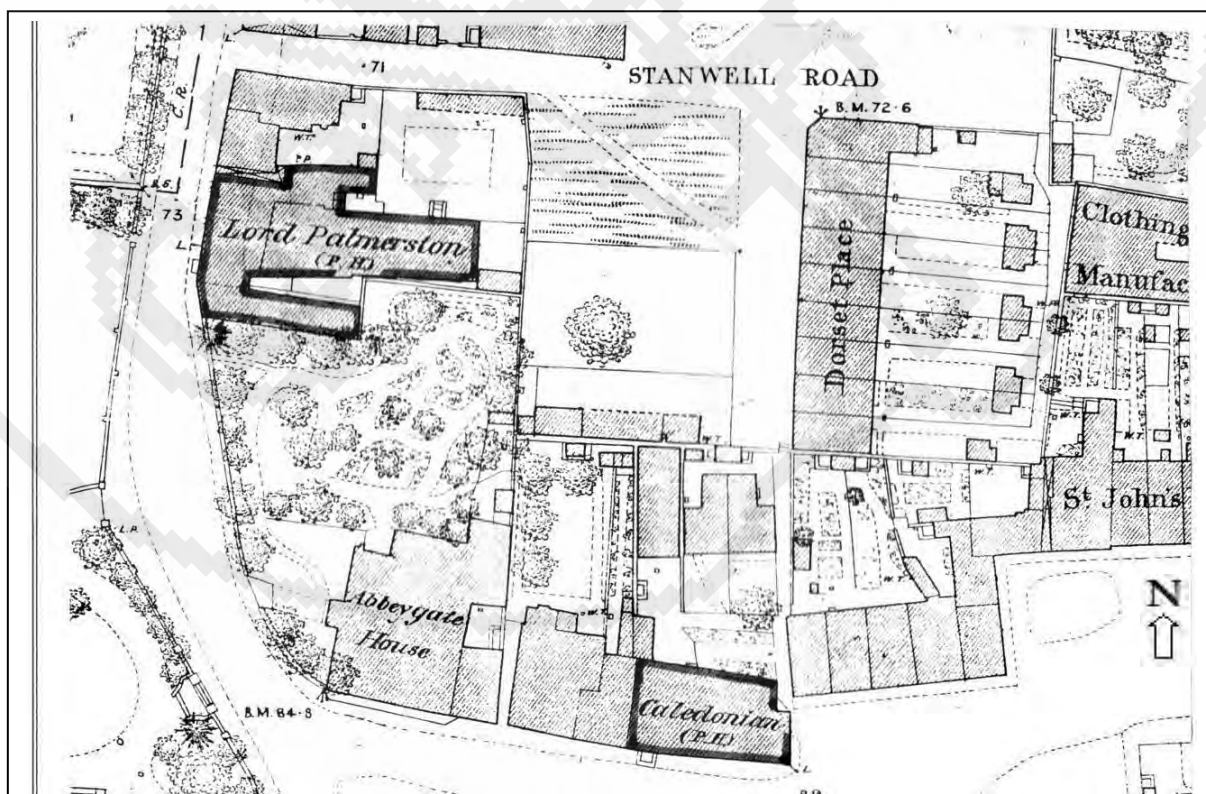 71
STANWELL ROAD
B.M. 72·6
C.R.
W.T.
73
L
Lord Palmerston
(P. H)
Clothing
Manufac
Dorset Place
W.T.
W.T.
W.T.
St. John's
L.P.
W.T.
W.T.
Abbeygate
House
N
B.M. 84·8
Caledonian
(P.H)
L